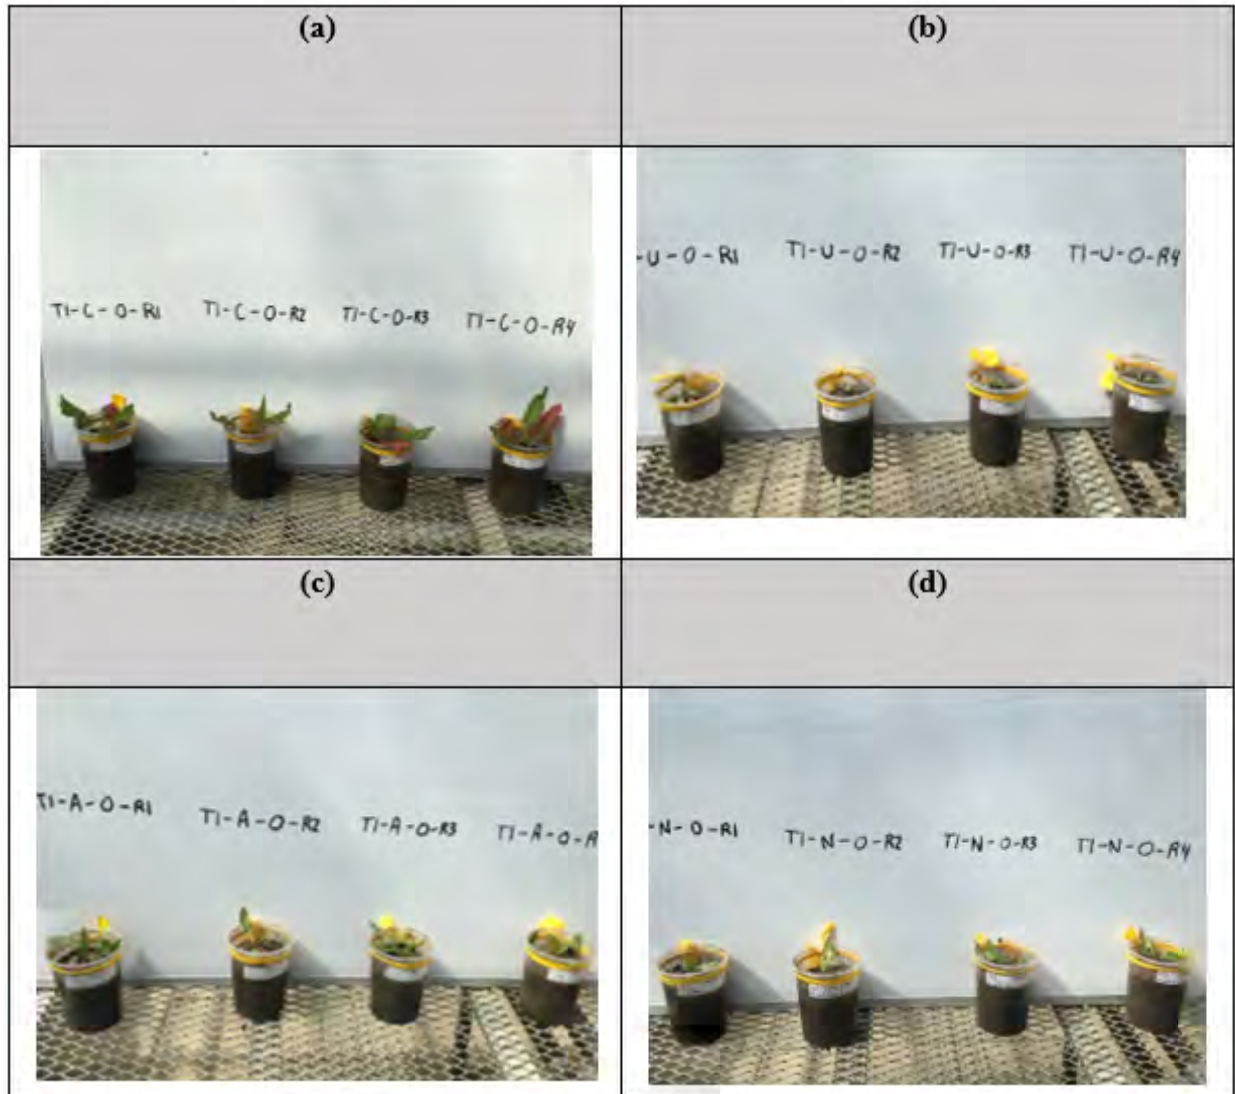 (a)
(b)
T1-C-O-R1 T1-C-O-R2 T1-C-O-R3 T1-C-O-R4
-U-O-R1 T1-U-O-R2 T1-U-O-R3 T1-U-O-R4
(c)
(d)
T1-A-O-R1 T1-A-O-R2 T1-A-O-R3 T1-A-O-R
-N-O-R1 T1-N-O-R2 T1-N-O-R3 T1-N-O-R4